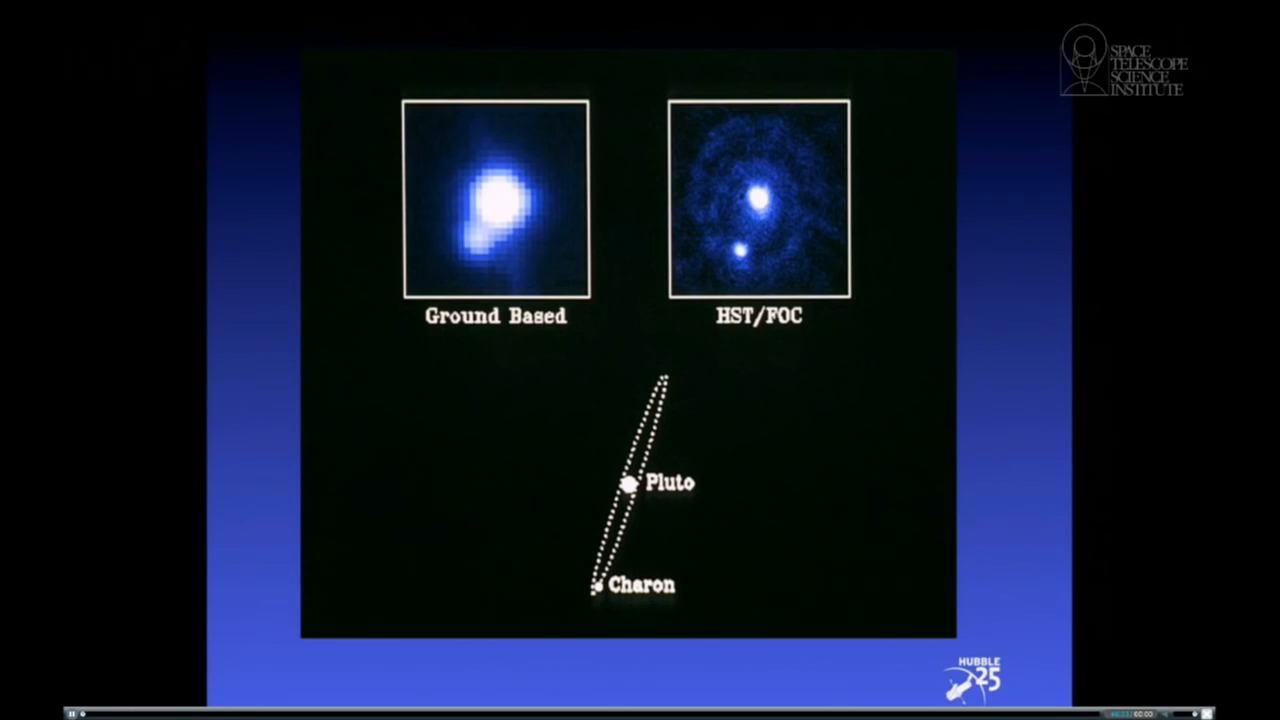 SPACE
TELESCOPE
SCIENCE
INSTITUTE
Ground Based
HST/FOC
Pluto
Charon
HUBBLE
25